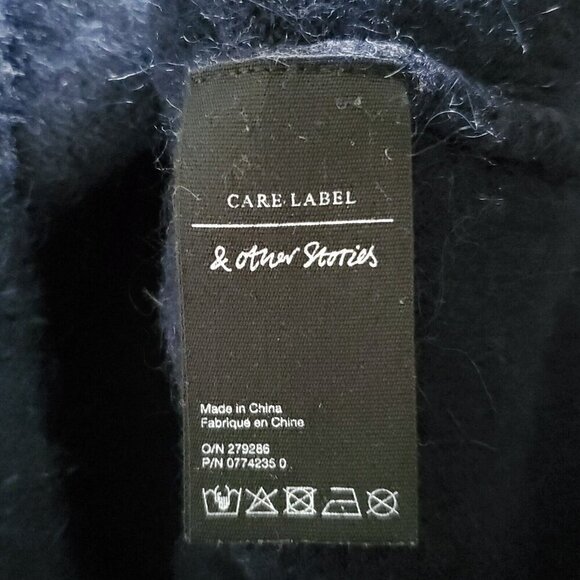 CARE LABEL
& other Stories
Made in China
Fabriqué en Chine
O/N 279286
P/N 0774235 0